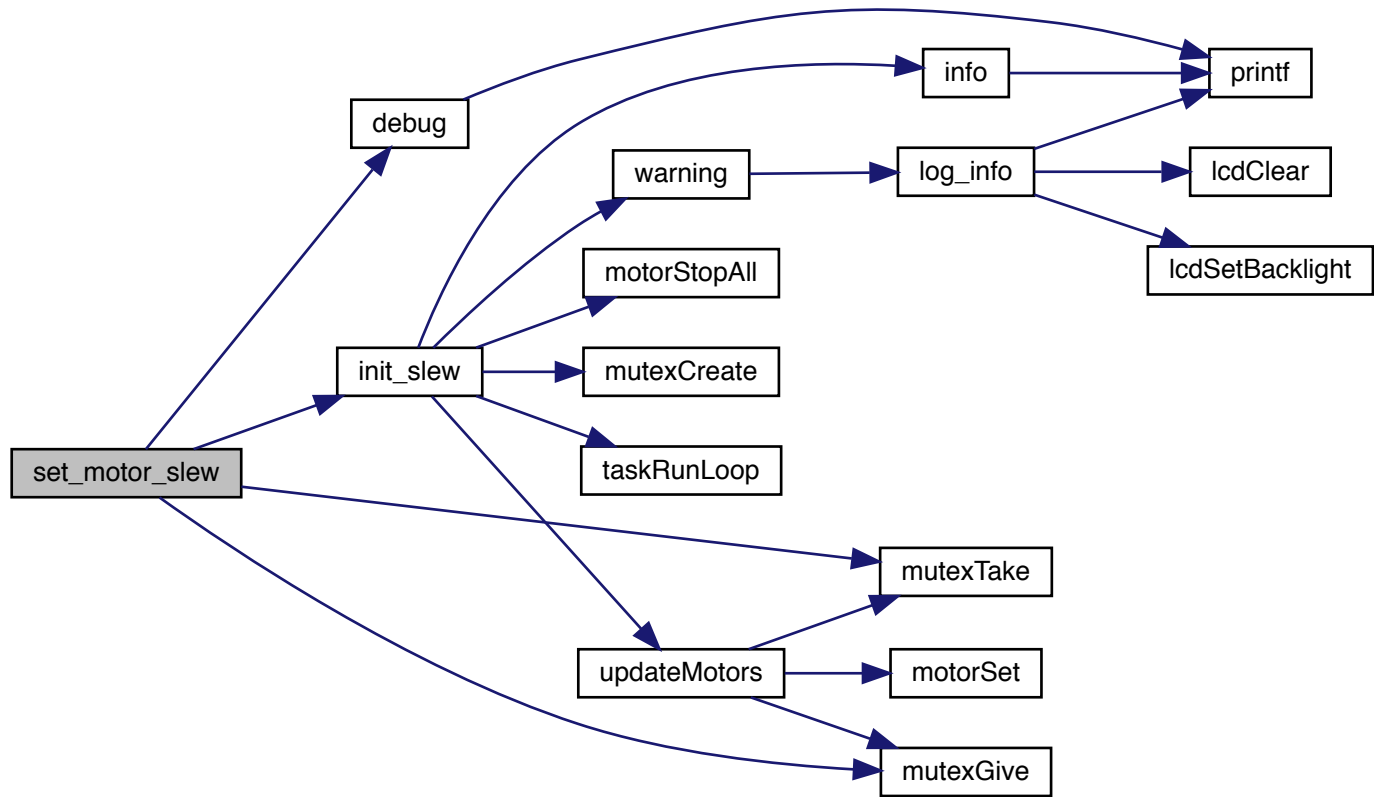 info
printf
debug
warning
log_info
lcdClear
motorStopAll
lcdSetBacklight
init_slew
mutexCreate
set_motor_slew
taskRunLoop
mutexTake
updateMotors
motorSet
mutexGive